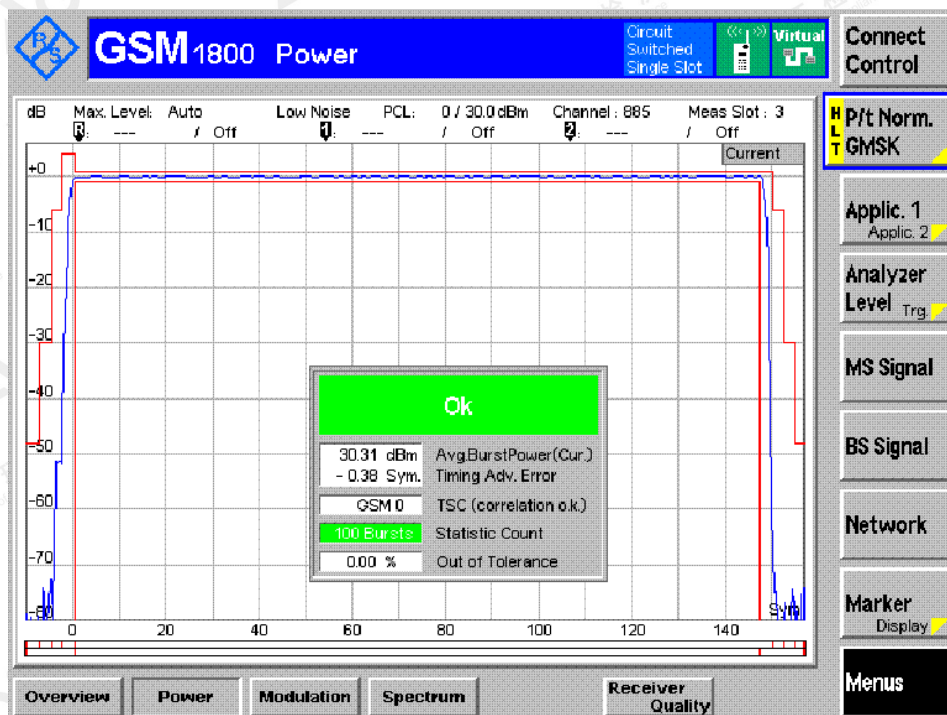 R/S
GSM 1800 Power
Circuit
Switched
Single Slot
Virtual
Connect
Control
dB Max. Level: Auto Low Noise PCL: 0 / 30.0 dBm Channel : 885 Meas Slot : 3
R: --- / Off 1: --- / Off 2: --- / Off
Current
H
L
T
P/t Norm.
GMSK
Applic. 1
Applic. 2
Analyzer
Level Trg.
MS Signal
BS Signal
Network
Marker
Display
Menus
+0
-10
-20
-30
-40
-50
-60
-70
-80
Ok
30.31 dBm Avg.BurstPower(Cur.)
- 0.38 Sym. Timing Adv. Error
GSM 0 TSC (correlation o.k.)
100 Bursts Statistic Count
0.00 % Out of Tolerance
Sym.
0 20 40 60 80 100 120 140
Overview Power Modulation Spectrum Receiver
Quality